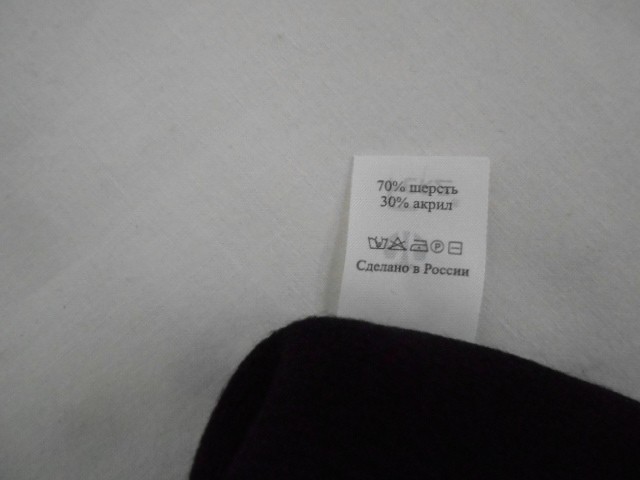 70% шерсть
30% акрил
P
Сделано в России